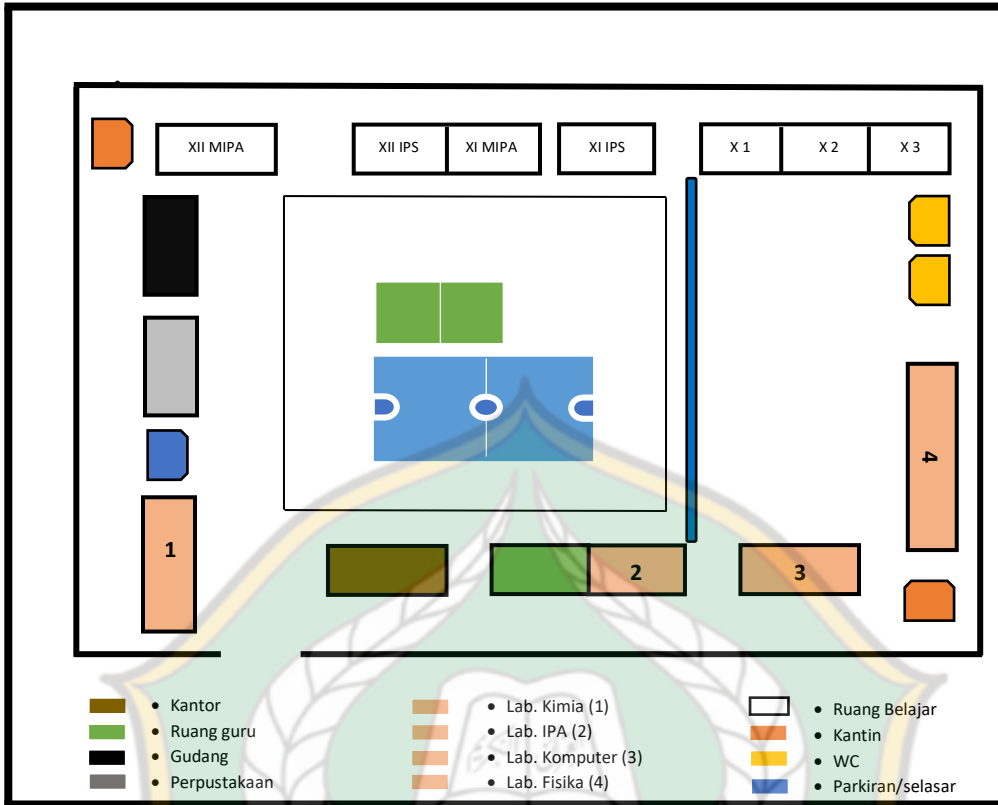 XII MIPA
XII IPS
XI MIPA
XI IPS
X 1
X 2
X 3
4
1
2
3
• Kantor
• Ruang guru
• Gudang
• Perpustakaan
• Lab. Kimia (1)
• Lab. IPA (2)
• Lab. Komputer (3)
• Lab. Fisika (4)
• Ruang Belajar
• Kantin
• WC
• Parkiran/selasar